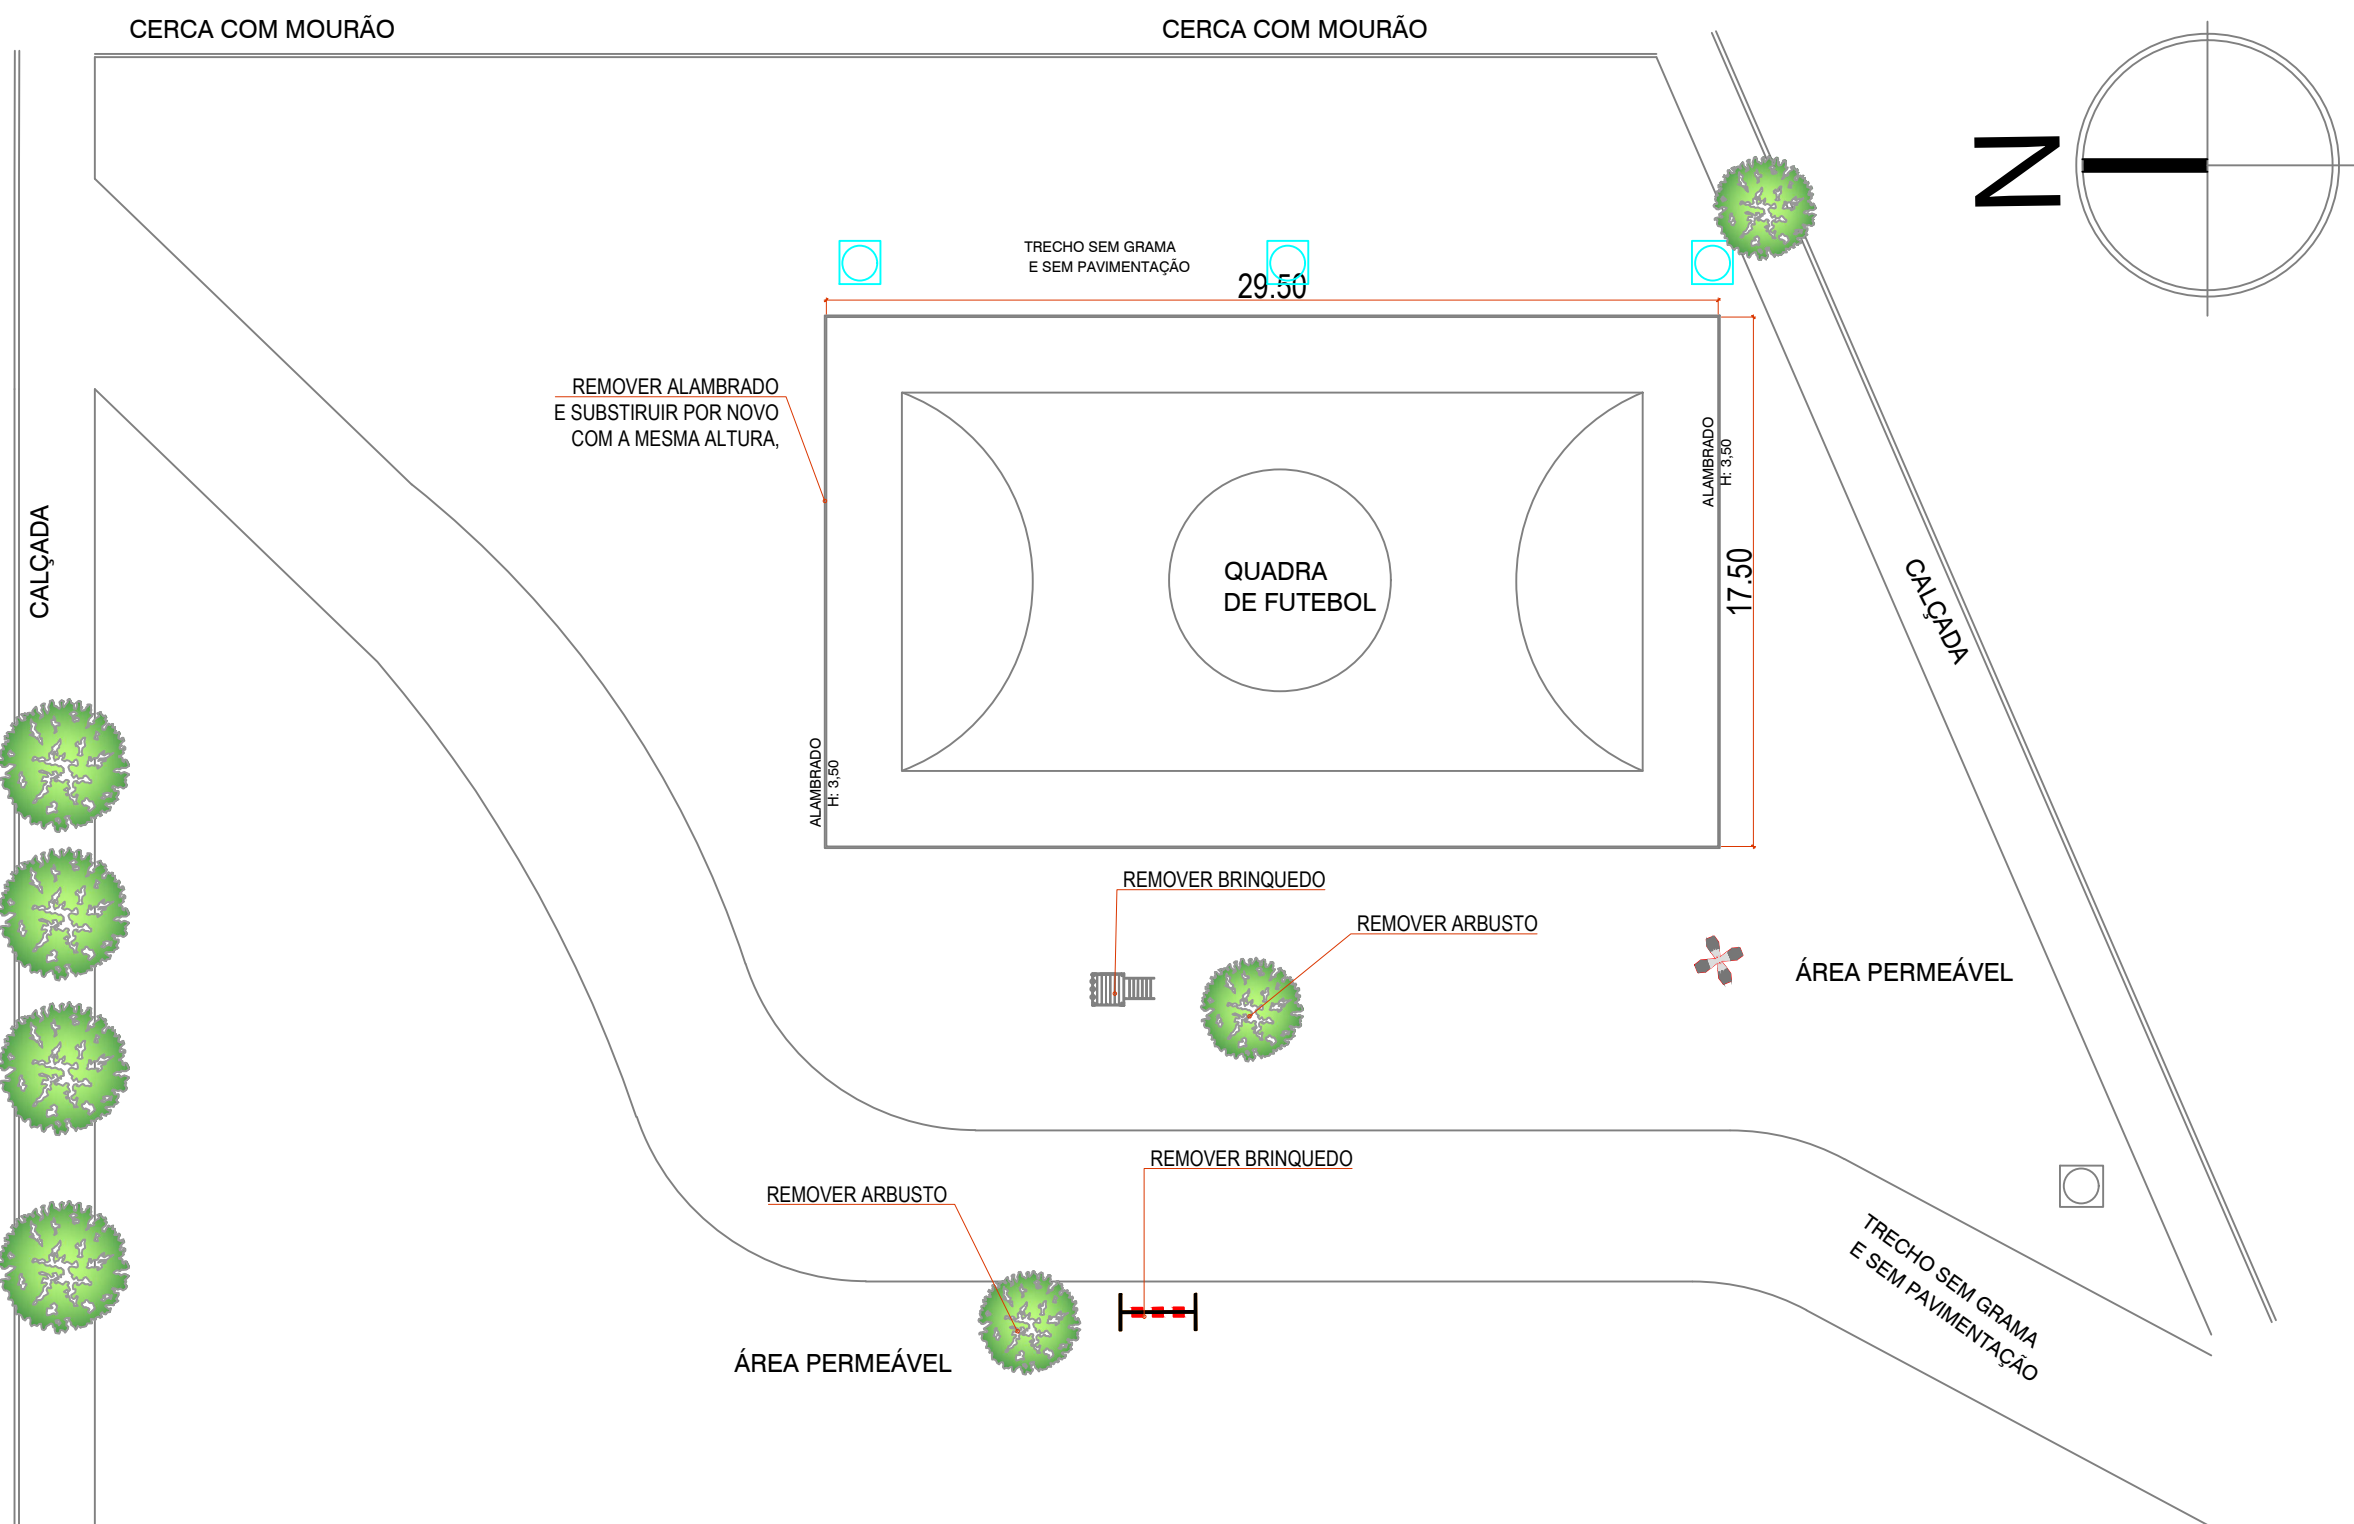 CERCA COM MOURÃO
CERCA COM MOURÃO
N
TRECHO SEM GRAMA
E SEM PAVIMENTAÇÃO
29.50
REMOVER ALAMBRADO
E SUBSTIRUIR POR NOVO
COM A MESMA ALTURA,
ALAMBRADO
H: 3,50
CALÇADA
QUADRA
DE FUTEBOL
17.50
CALÇADA
ALAMBRADO
H: 3,50
REMOVER BRINQUEDO
REMOVER ARBUSTO
ÁREA PERMEÁVEL
REMOVER BRINQUEDO
REMOVER ARBUSTO
TRECHO SEM GRAMA
E SEM PAVIMENTAÇÃO
ÁREA PERMEÁVEL